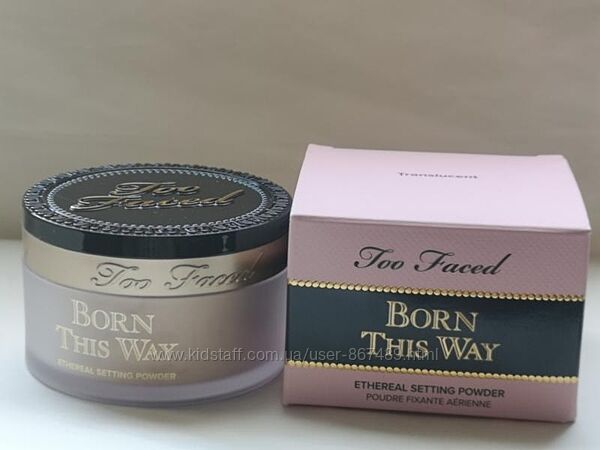 Too
Faced
Too Faced
BORN
THIS WAY
ETHEREAL SETTING POWDER
Translucent
Too Faced
BORN
THIS WAY
ETHEREAL SETTING POWDER
POUDRE FIXANTE AÉRIENNE
www.kidstaff.com.ua/user-867489.html